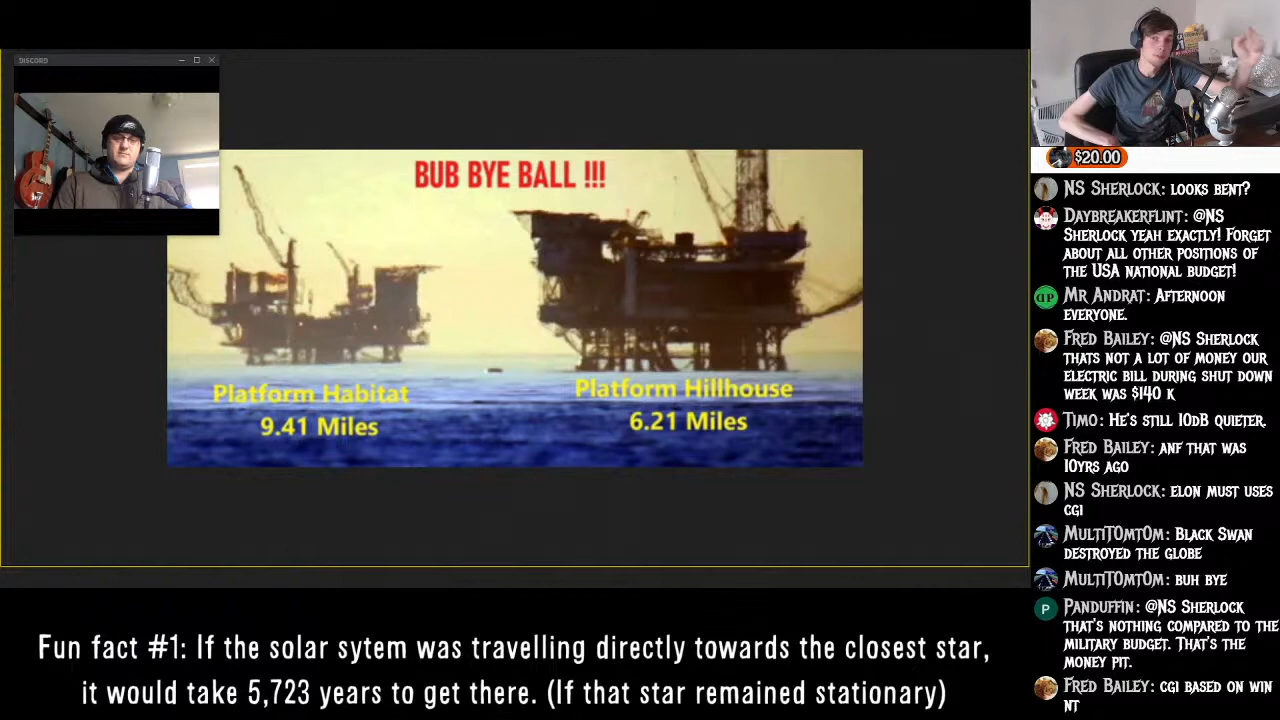 DISCORD
BUB BYE BALL !!!
Platform Habitat
9.41 Miles
Platform Hillhouse
6.21 Miles
Fun fact #1: If the solar sytem was travelling directly towards the closest star,
it would take 5,723 years to get there. (If that star remained stationary)
$20.00
NS Sherlock: looks bent?
Daybreakerflint: @NS
Sherlock yeah exactly! Forget
about all other positions of
the USA national budget!
Mr Andrat: Afternoon
everyone.
Fred Bailey: @NS Sherlock
thats not a lot of money our
electric bill during shut down
week was $140 k
Timo: He's still 10dB quieter.
Fred Bailey: anf that was
10yrs ago
NS Sherlock: elon must uses
cgi
MultiT0mt0m: Black Swan
destroyed the globe
MultiT0mt0m: buh bye
P
Panduffin: @NS Sherlock
that's nothing compared to the
military budget. That's the
money pit.
Fred Bailey: CGI based on win
NT